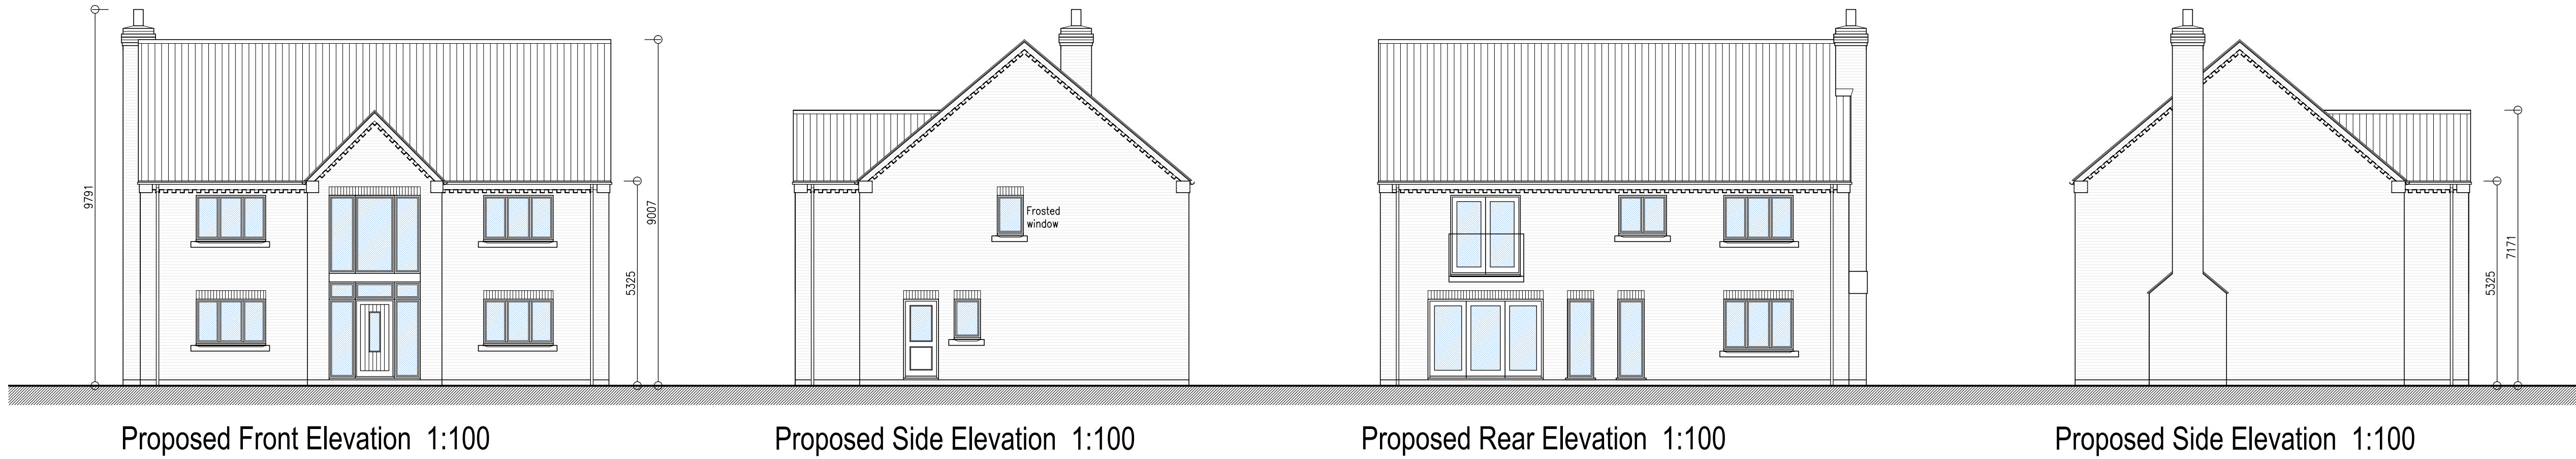 9791
5325
9007
Frosted
window
5325
7171
Proposed Front Elevation 1:100
Proposed Side Elevation 1:100
Proposed Rear Elevation 1:100
Proposed Side Elevation 1:100